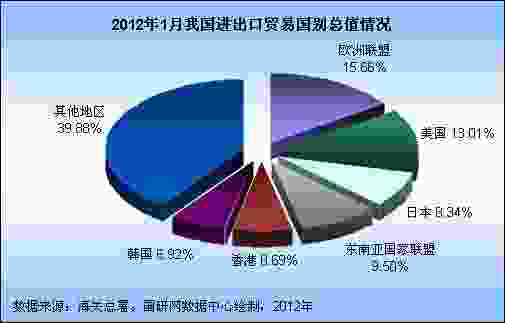 2012年1月我国进出口贸易国别总值情况
欧洲联盟
15.66%
美国 13.01%
日本 8.34%
东南亚国家联盟
9.50%
香港 6.69%
韩国 6.92%
其他地区
39.88%
数据来源：海关总署。国研网数据中心绘制，2012年